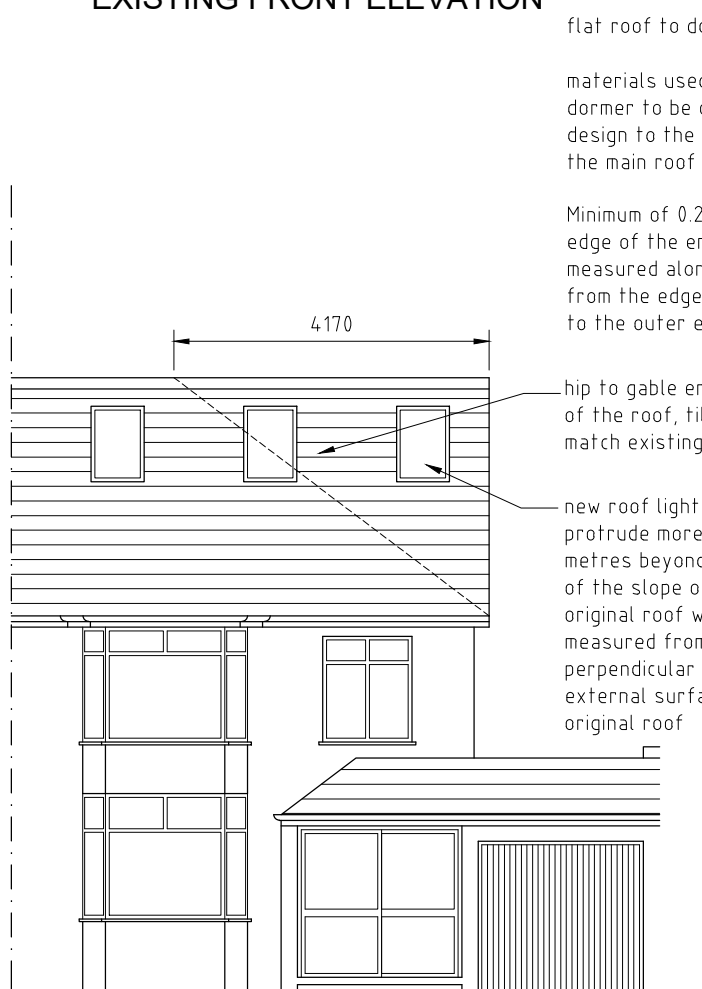 EXISTING FRONT ELEVATION
flat roof to do
materials used
dormer to be
design to the
the main roof
Minimum of 0.2
edge of the
measured
from the edge
to the outer
4170
hip to gable
of the roof,
match existing
new roof light
protrude more
metres beyond
of the slope
original roof
measured from
perpendicular
external
original roof